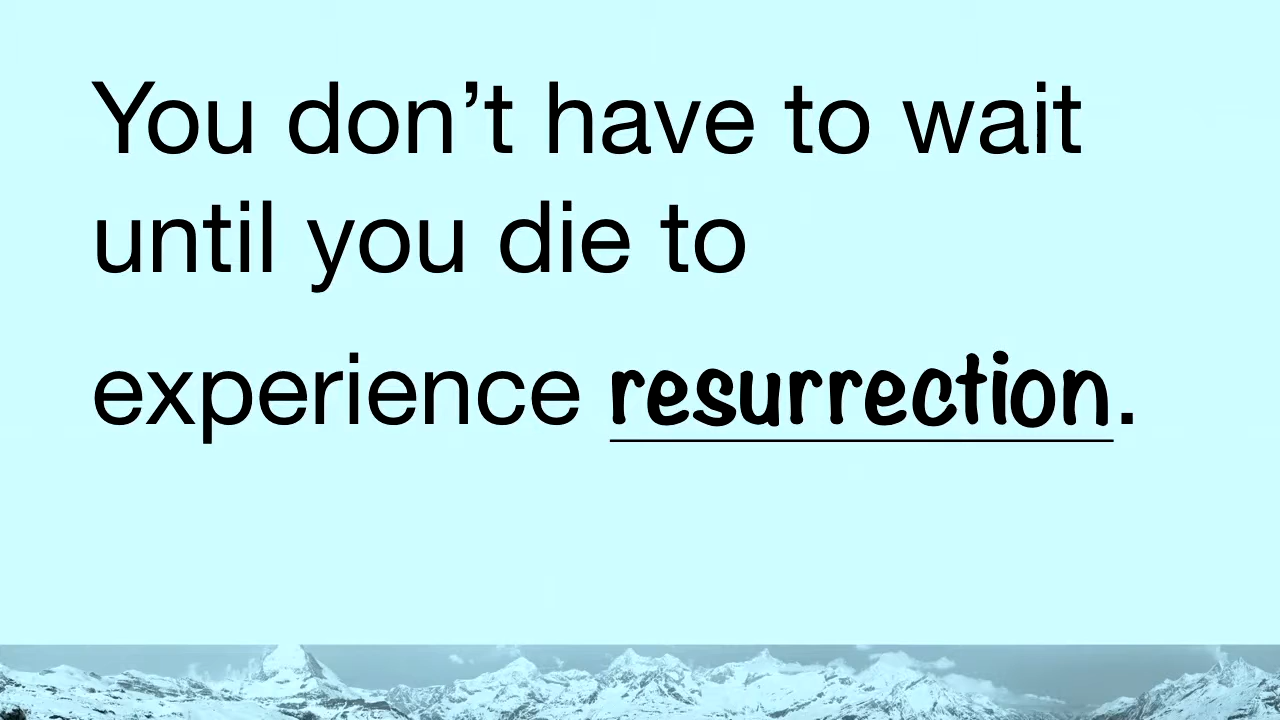 You don’t have to wait
until you die to
experience resurrection.